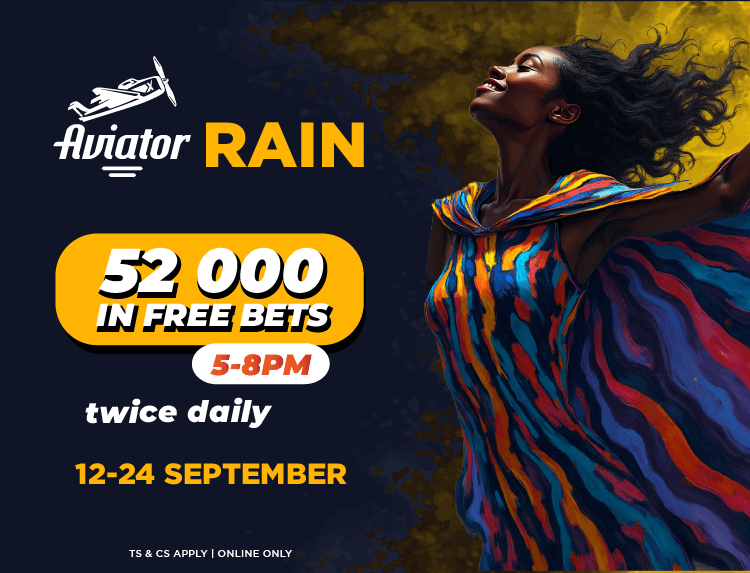 Aviator RAIN
52 000
IN FREE BETS
5-8PM
twice daily
12-24 SEPTEMBER
TS & CS APPLY | ONLINE ONLY